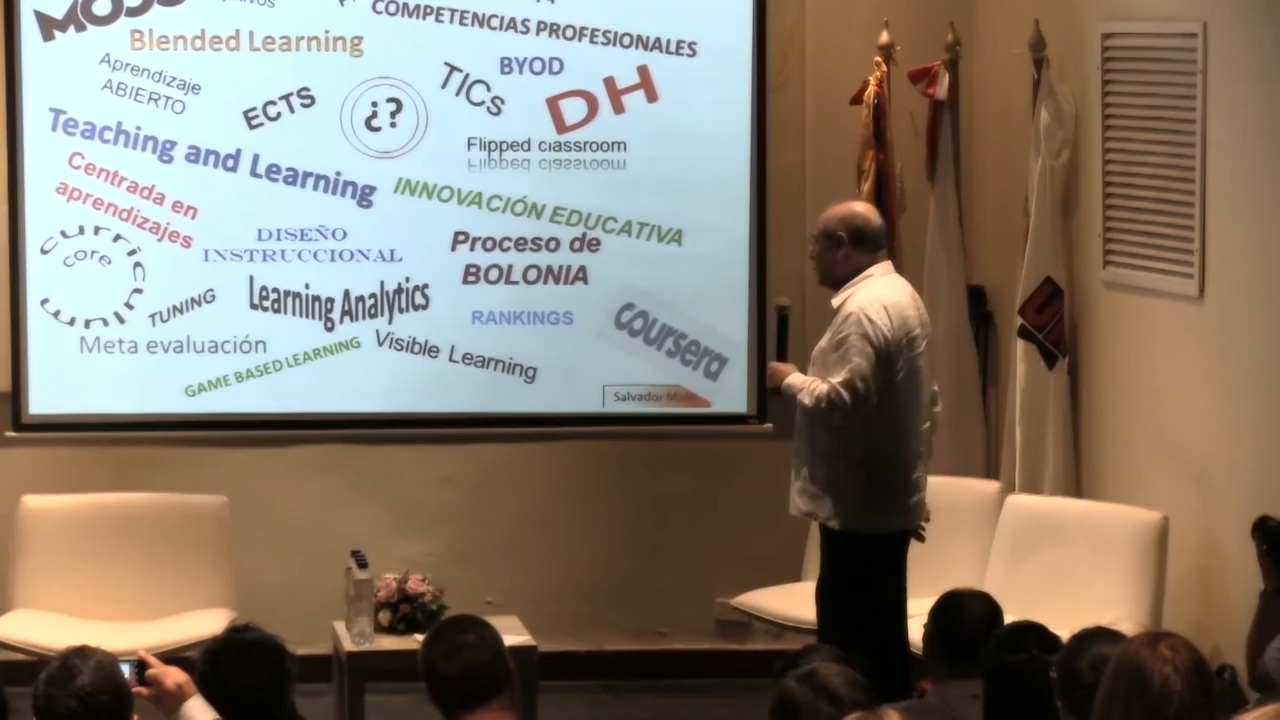 COMPETENCIAS PROFESIONALES
Blended Learning
BYOD
Aprendizaje
ABIERTO
TICs
DH
ECTS
¿?
Flipped classroom
Teaching and Learning
Centrada en
aprendizajes
INNOVACIÓN EDUCATIVA
DISEÑO
INSTRUCCIONAL
Proceso de
BOLONIA
curriculum
core
TUNING
Learning Analytics
RANKINGS
coursera
Meta evaluación
Visible Learning
GAME BASED LEARNING
Salvador